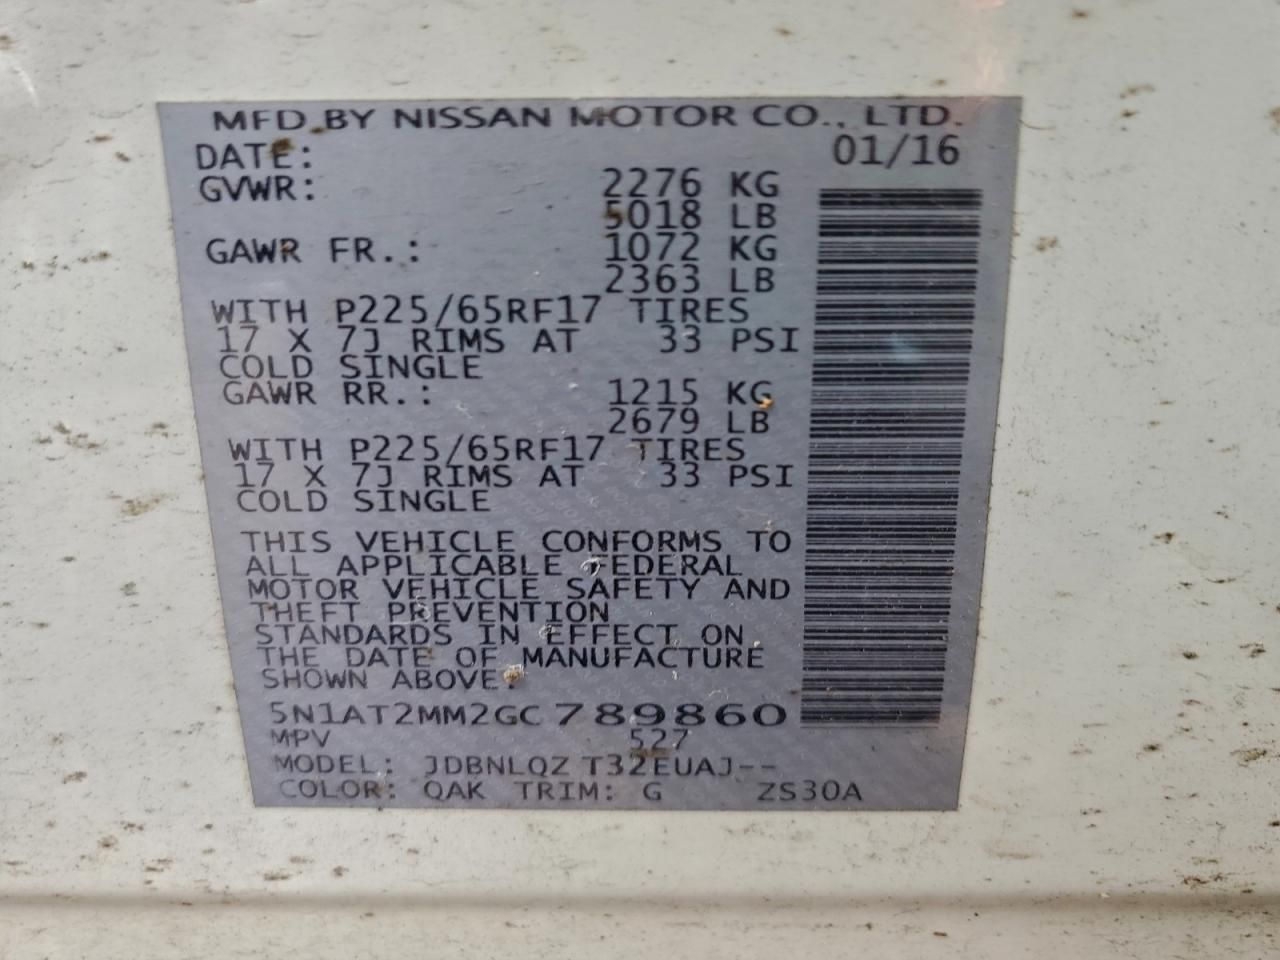 MFD BY NISSAN MOTOR CO., LTD.
DATE: 01/16
GVWR: 2276 KG
5018 LB
GAWR FR.: 1072 KG
2363 LB
WITH P225/65RF17 TIRES
17 X 7J RIMS AT 33 PSI
COLD SINGLE
GAWR RR.: 1215 KG
2679 LB
WITH P225/65RF17 TIRES
17 X 7J RIMS AT 33 PSI
COLD SINGLE
THIS VEHICLE CONFORMS TO
ALL APPLICABLE FEDERAL
MOTOR VEHICLE SAFETY AND
THEFT PREVENTION
STANDARDS IN EFFECT ON
THE DATE OF MANUFACTURE
SHOWN ABOVE.
5N1AT2MM2GC789860
MPV 527
MODEL: JDBNLQZ T32EUAJ--
COLOR: QAK TRIM: G ZS30A